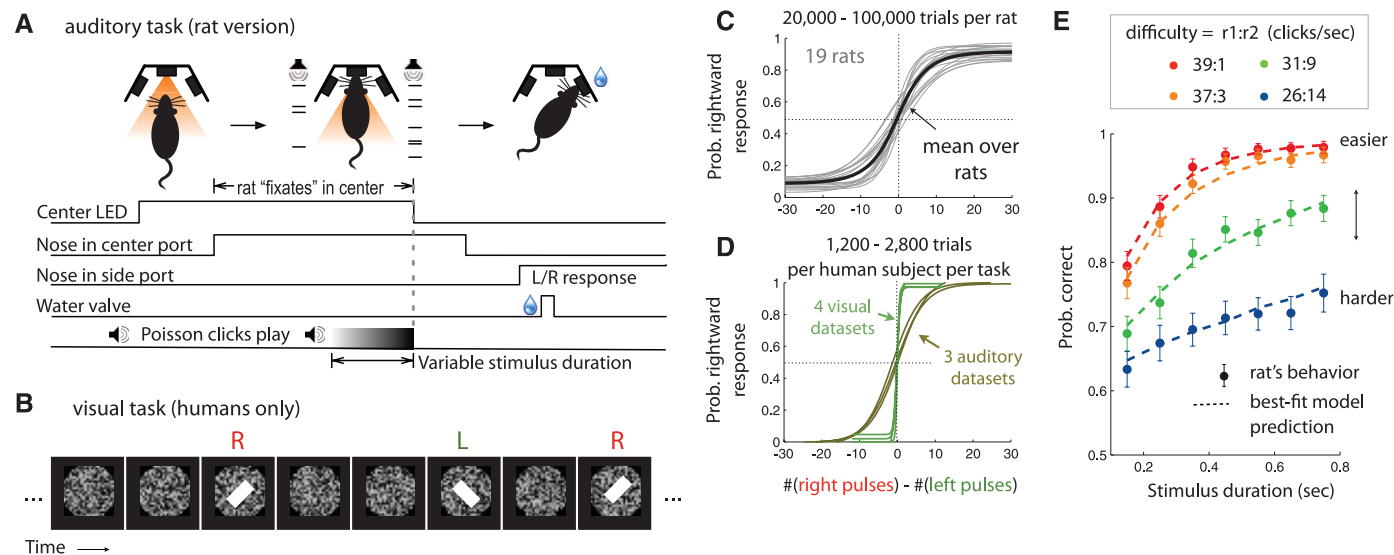 A
auditory task (rat version)
rat "fixates" in center
Center LED
Nose in center port
Nose in side port
L/R response
Water valve
Poisson clicks play
Variable stimulus duration
B
visual task (humans only)
R
L
R
...
...
Time
C
20,000 - 100,000 trials per rat
19 rats
mean over
rats
Prob. rightward
response
1
0.8
0.6
0.4
0.2
0
-30
-20
-10
0
10
20
30
D
1,200 - 2,800 trials
per human subject per task
4 visual
datasets
3 auditory
datasets
Prob. rightward
response
1
0.8
0.6
0.4
0.2
0
-30
-20
-10
0
10
20
30
#(right pulses) - #(left pulses)
E
difficulty = r1:r2 (clicks/sec)
39:1
31:9
37:3
26:14
easier
harder
Prob. correct
1
0.9
0.8
0.7
0.6
0.5
rat's behavior
best-fit model
prediction
0.2
0.4
0.6
0.8
Stimulus duration (sec)